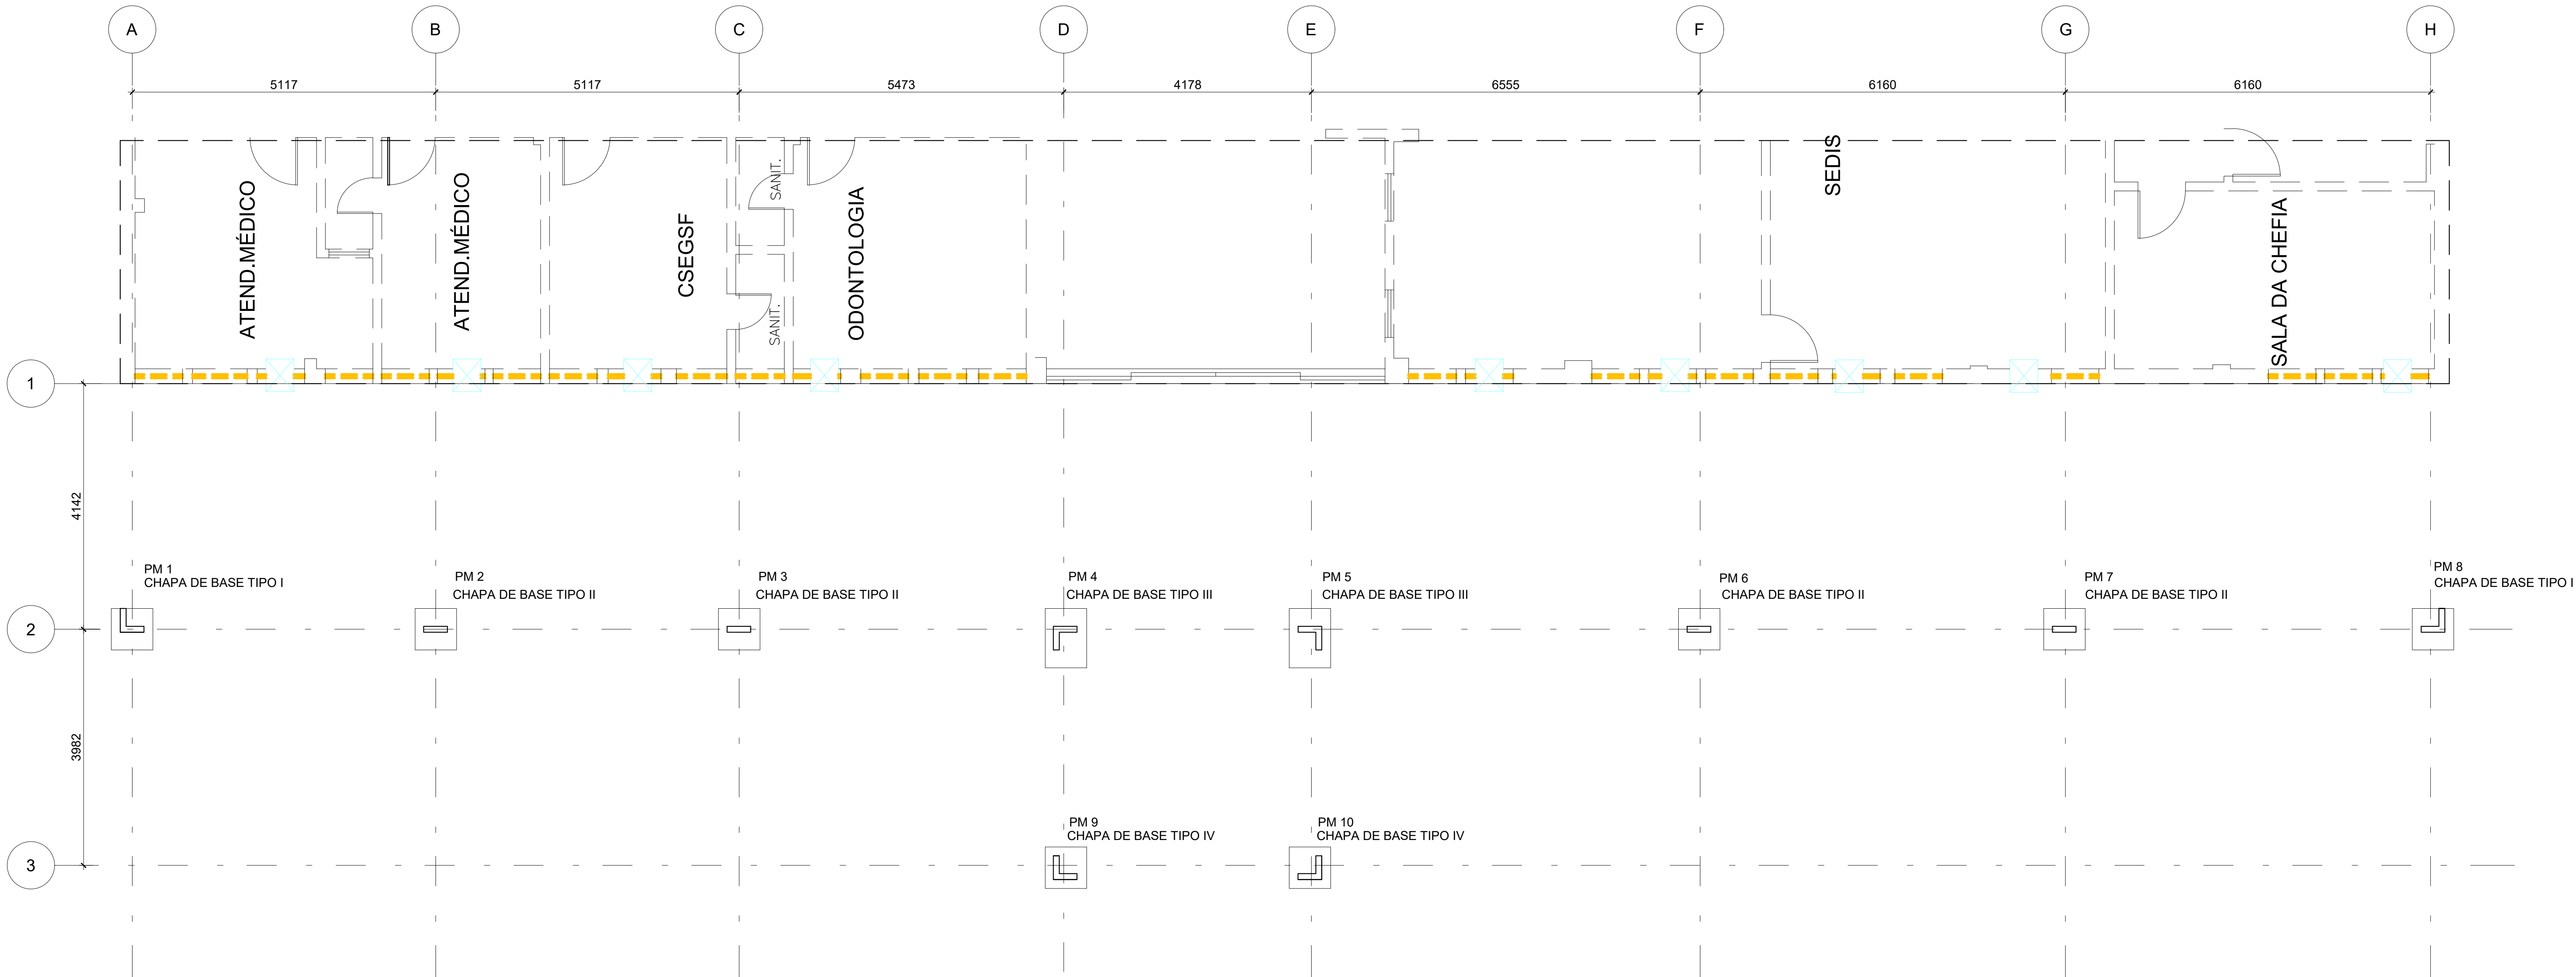 A
B
C
D
E
F
G
H
5117
5117
5473
4178
6555
6160
6160
ATEND.MÉDICO
ATEND.MÉDICO
CSEGSF
SANIT.
SANIT.
ODONTOLOGIA
SEDIS
SALA DA CHEFIA
1
4142
PM 1
CHAPA DE BASE TIPO I
PM 2
CHAPA DE BASE TIPO II
PM 3
CHAPA DE BASE TIPO II
PM 4
CHAPA DE BASE TIPO III
PM 5
CHAPA DE BASE TIPO III
PM 6
CHAPA DE BASE TIPO II
PM 7
CHAPA DE BASE TIPO II
PM 8
CHAPA DE BASE TIPO I
2
3982
PM 9
CHAPA DE BASE TIPO IV
PM 10
CHAPA DE BASE TIPO IV
3